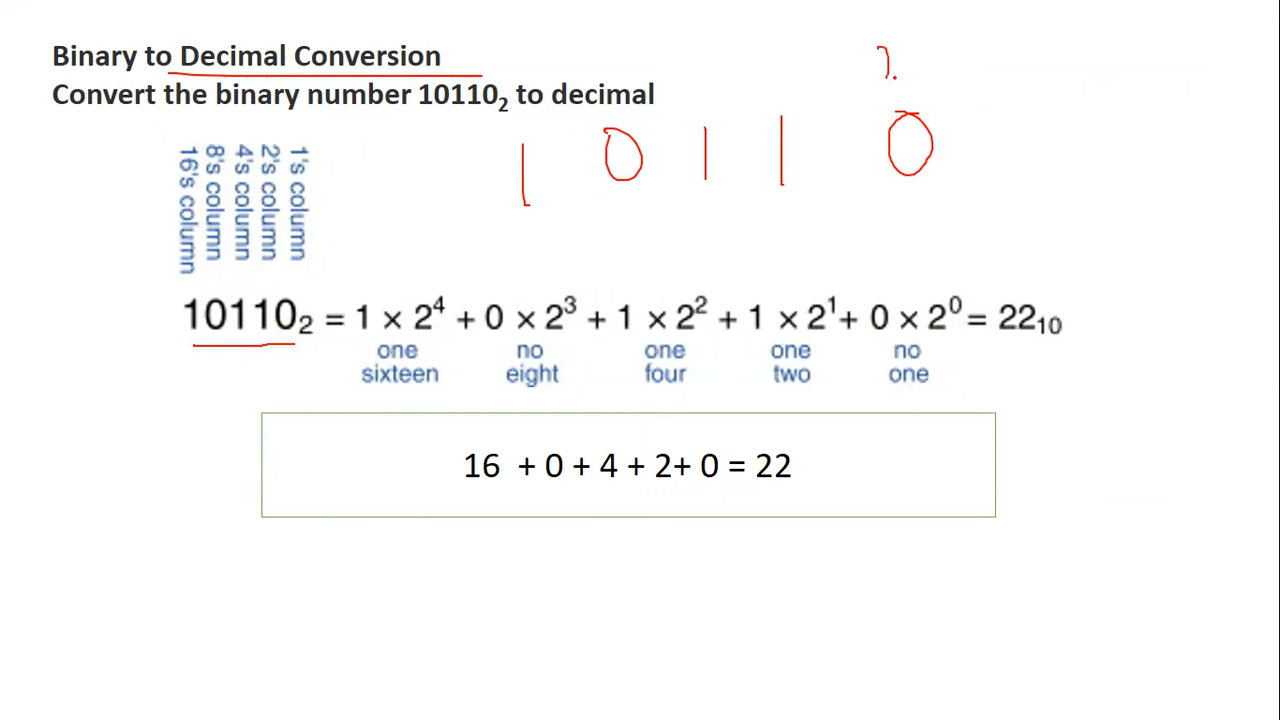 Binary to Decimal Conversion
Convert the binary number 10110₂ to decimal
1 0 1 1 0
1's column
2's column
4's column
8's column
16's column
10110₂ = 1 × 2⁴ + 0 × 2³ + 1 × 2² + 1 × 2¹+ 0 × 2⁰ = 22₁₀
one no one one no
sixteen eight four two one
16 + 0 + 4 + 2+ 0 = 22